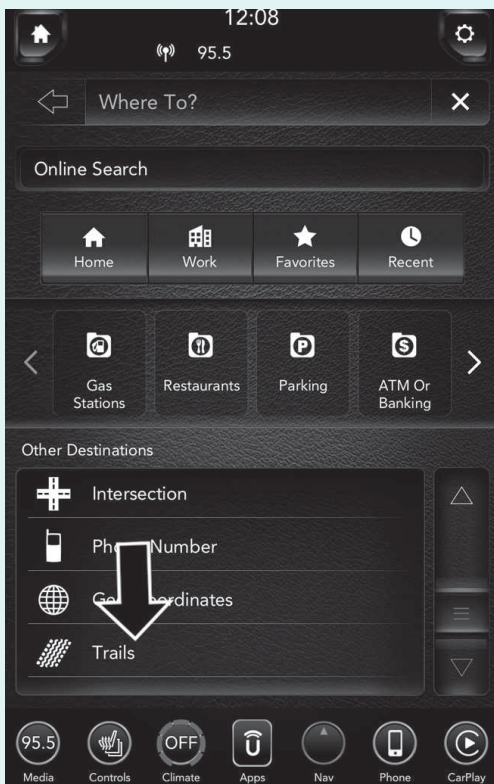 12:08
95.5
Where To?
Online Search
Home
Work
Favorites
Recent
Gas
Stations
Restaurants
Parking
ATM Or
Banking
Other Destinations
Intersection
Number
Trails
95.5
OFF
Media
Controls
Climate
Apps
Nav
Phone
CarPlay